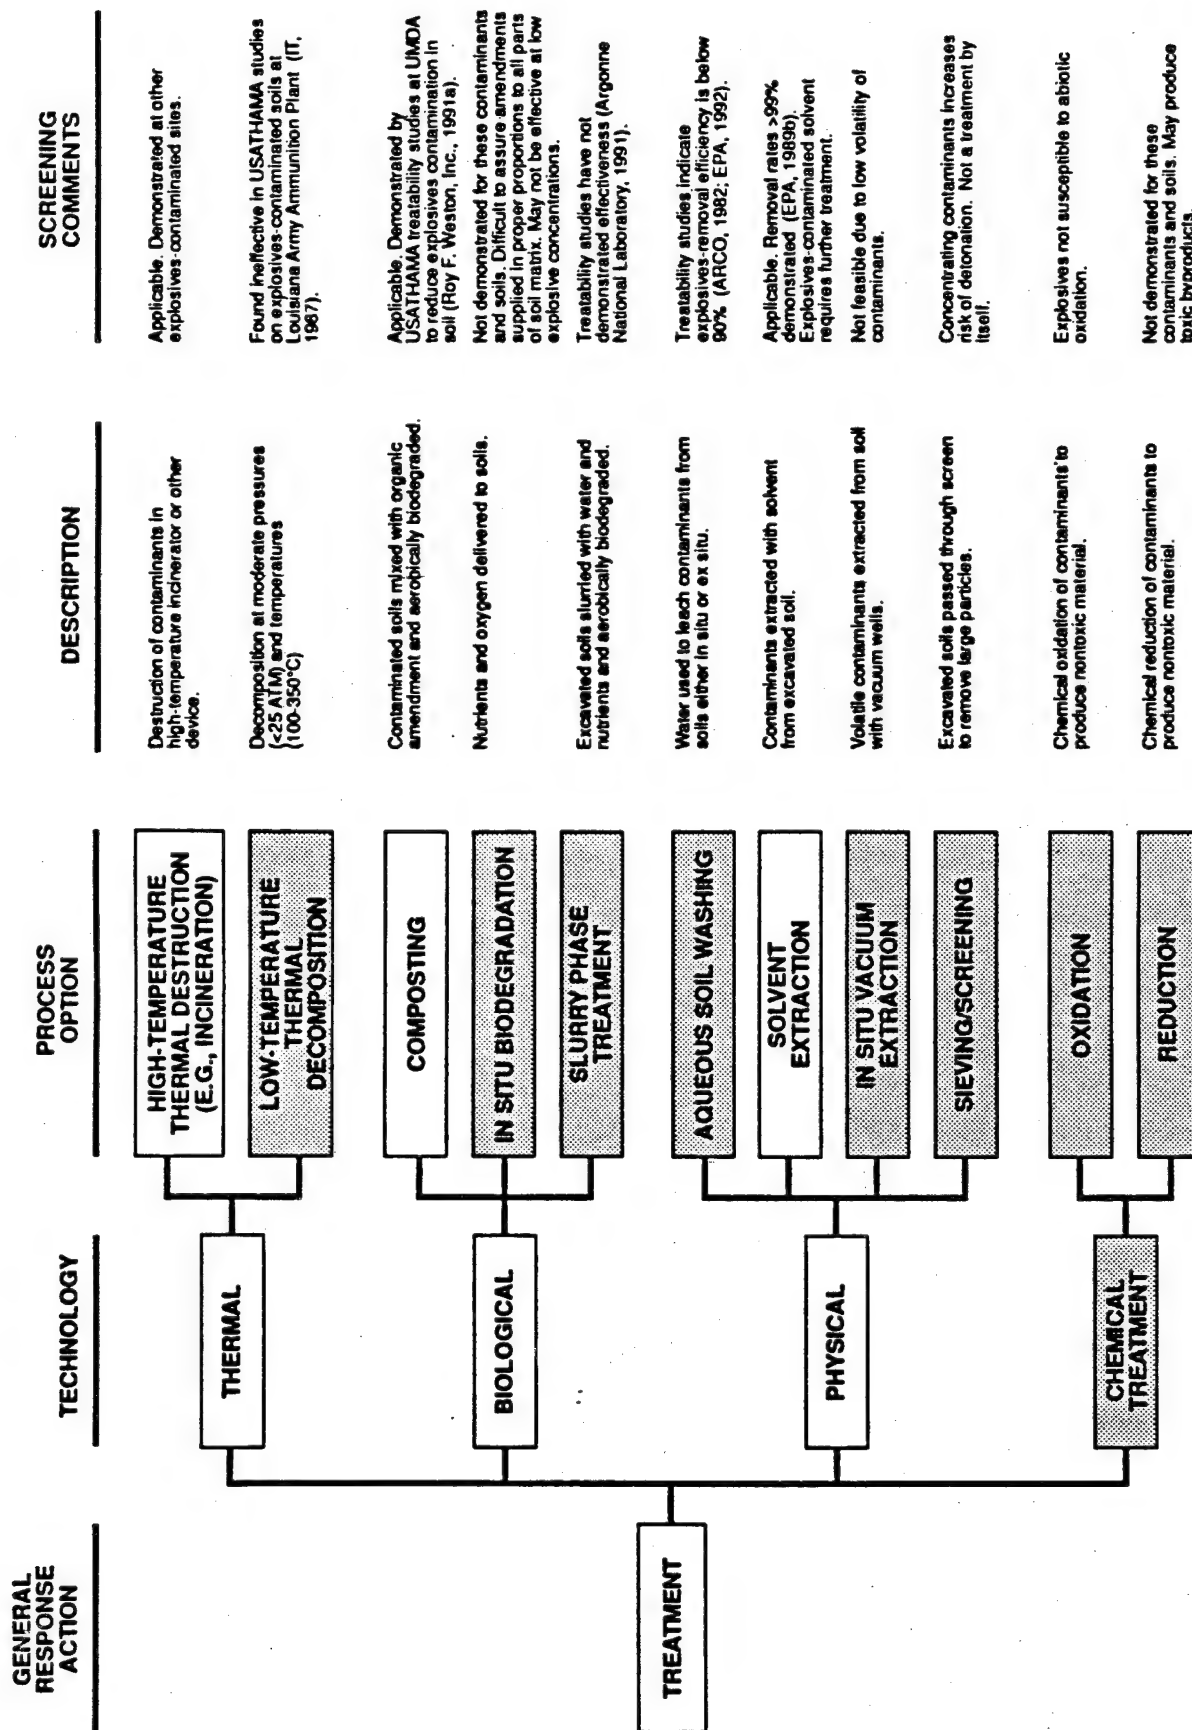 GENERAL
RESPONSE
ACTION
TECHNOLOGY
PROCESS
OPTION
DESCRIPTION
SCREENING
COMMENTS
TREATMENT
THERMAL
HIGH-TEMPERATURE
THERMAL DESTRUCTION
(E.G., INCINERATION)
Destruction of contaminants in
high-temperature incinerator or other
device.
Applicable. Demonstrated at other
explosives-contaminated sites.
LOW-TEMPERATURE
THERMAL
DECOMPOSITION
Decomposition at moderate pressures
(<25 ATM) and temperatures
(100-350°C)
Found ineffective in USATHAMA studies
on explosives-contaminated soils at
Louisiana Army Ammunition Plant (IT,
1987).
BIOLOGICAL
COMPOSTING
Contaminated soils mixed with organic
amendment and aerobically biodegraded.
Applicable. Demonstrated by
USATHAMA treatability studies at UMDA
to reduce explosives contamination in
soil (Roy F. Weston, Inc., 1991a).
IN SITU BIODEGRADATION
Nutrients and oxygen delivered to soils.
Not demonstrated for these contaminants
and soils. Difficult to assure amendments
supplied in proper proportions to all parts
of soil matrix. May not be effective at low
explosive concentrations.
SLURRY PHASE
TREATMENT
Excavated soils slurried with water and
nutrients and aerobically biodegraded.
Treatability studies have not
demonstrated effectiveness (Argonne
National Laboratory, 1991).
PHYSICAL
AQUEOUS SOIL WASHING
Water used to leach contaminants from
soils either in situ or ex situ.
Treatability studies indicate
explosives-removal efficiency is below
90% (ARCO, 1982; EPA, 1992).
SOLVENT
EXTRACTION
Contaminants extracted with solvent
from excavated soil.
Applicable. Removal rates >99%
demonstrated (EPA, 1989b).
Explosives-contaminated solvent
requires further treatment.
IN SITU VACUUM
EXTRACTION
Volatile contaminants extracted from soil
with vacuum wells.
Not feasible due to low volatility of
contaminants.
SIEVING/SCREENING
Excavated soils passed through screen
to remove large particles.
Concentrating contaminants increases
risk of detonation. Not a treatment by
itself.
CHEMICAL
TREATMENT
OXIDATION
Chemical oxidation of contaminants to
produce nontoxic material.
Explosives not susceptible to abiotic
oxidation.
REDUCTION
Chemical reduction of contaminants to
produce nontoxic material.
Not demonstrated for these
contaminants and soils. May produce
toxic byproducts.